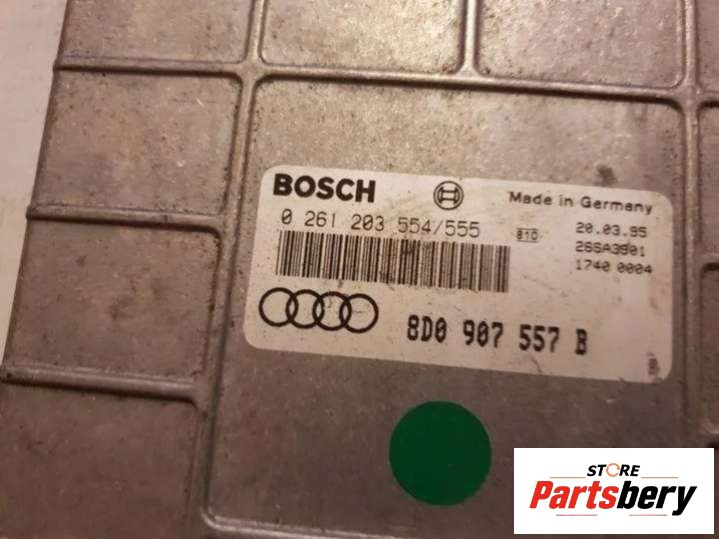 BOSCH
Made in Germany
0 261 203 554/555
810
20.03.95
26SA3901
1740 0004
8D0 907 557 B
STORE
Partsbery